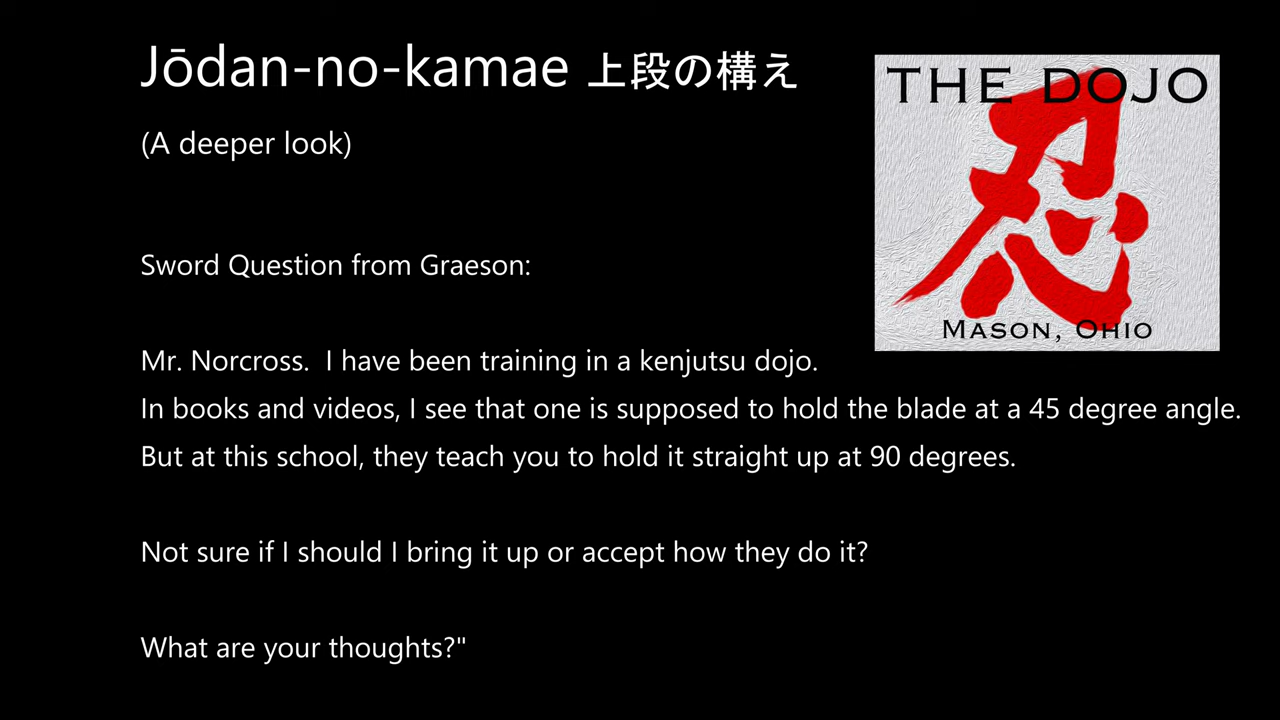 Jōdan-no-kamae 上段の構え
(A deeper look)
THE DOJO
忍
MASON, OHIO
Sword Question from Graeson:
Mr. Norcross.  I have been training in a kenjutsu dojo.
In books and videos, I see that one is supposed to hold the blade at a 45 degree angle.
But at this school, they teach you to hold it straight up at 90 degrees.
Not sure if I should I bring it up or accept how they do it?
What are your thoughts?"